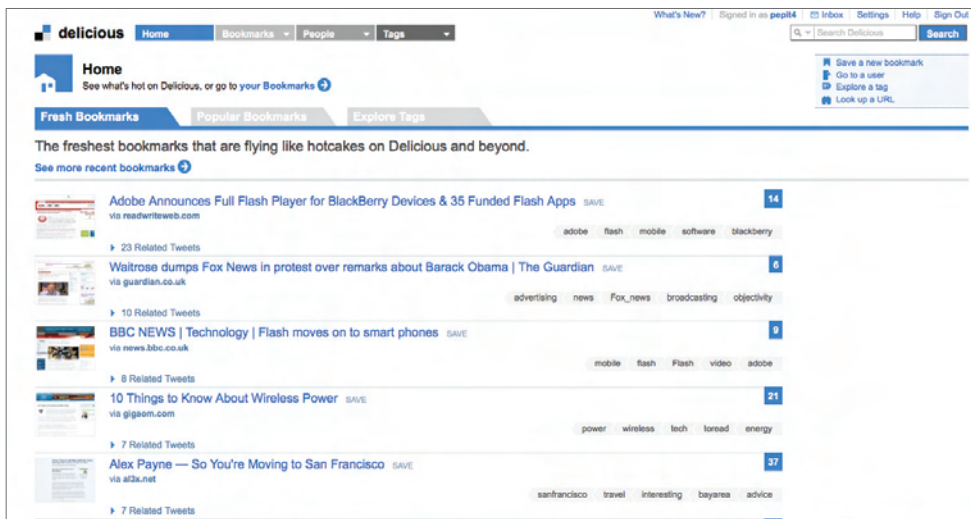 What's New? Signed in as pepit4 Inbox Settings Help Sign Out
delicious Home Bookmarks People Tags Search Delicious Search
Home
See what's hot on Delicious, or go to your Bookmarks
Save a new bookmark
Go to a user
Explore a tag
Look up a URL
Fresh Bookmarks Popular Bookmarks Explore Tags
The freshest bookmarks that are flying like hotcakes on Delicious and beyond.
See more recent bookmarks
Adobe Announces Full Flash Player for BlackBerry Devices & 35 Funded Flash Apps SAVE 14
via readwriteweb.com
adobe flash mobile software blackberry
23 Related Tweets
Waitrose dumps Fox News in protest over remarks about Barack Obama | The Guardian SAVE 6
via guardian.co.uk
advertising news Fox_news broadcasting objectivity
10 Related Tweets
BBC NEWS | Technology | Flash moves on to smart phones SAVE 9
via news.bbc.co.uk
mobile flash Flash video adobe
8 Related Tweets
10 Things to Know About Wireless Power SAVE 21
via gigaom.com
power wireless tech toread energy
7 Related Tweets
Alex Payne — So You're Moving to San Francisco SAVE 37
via al3x.net
sanfrancisco travel interesting bayarea advice
7 Related Tweets